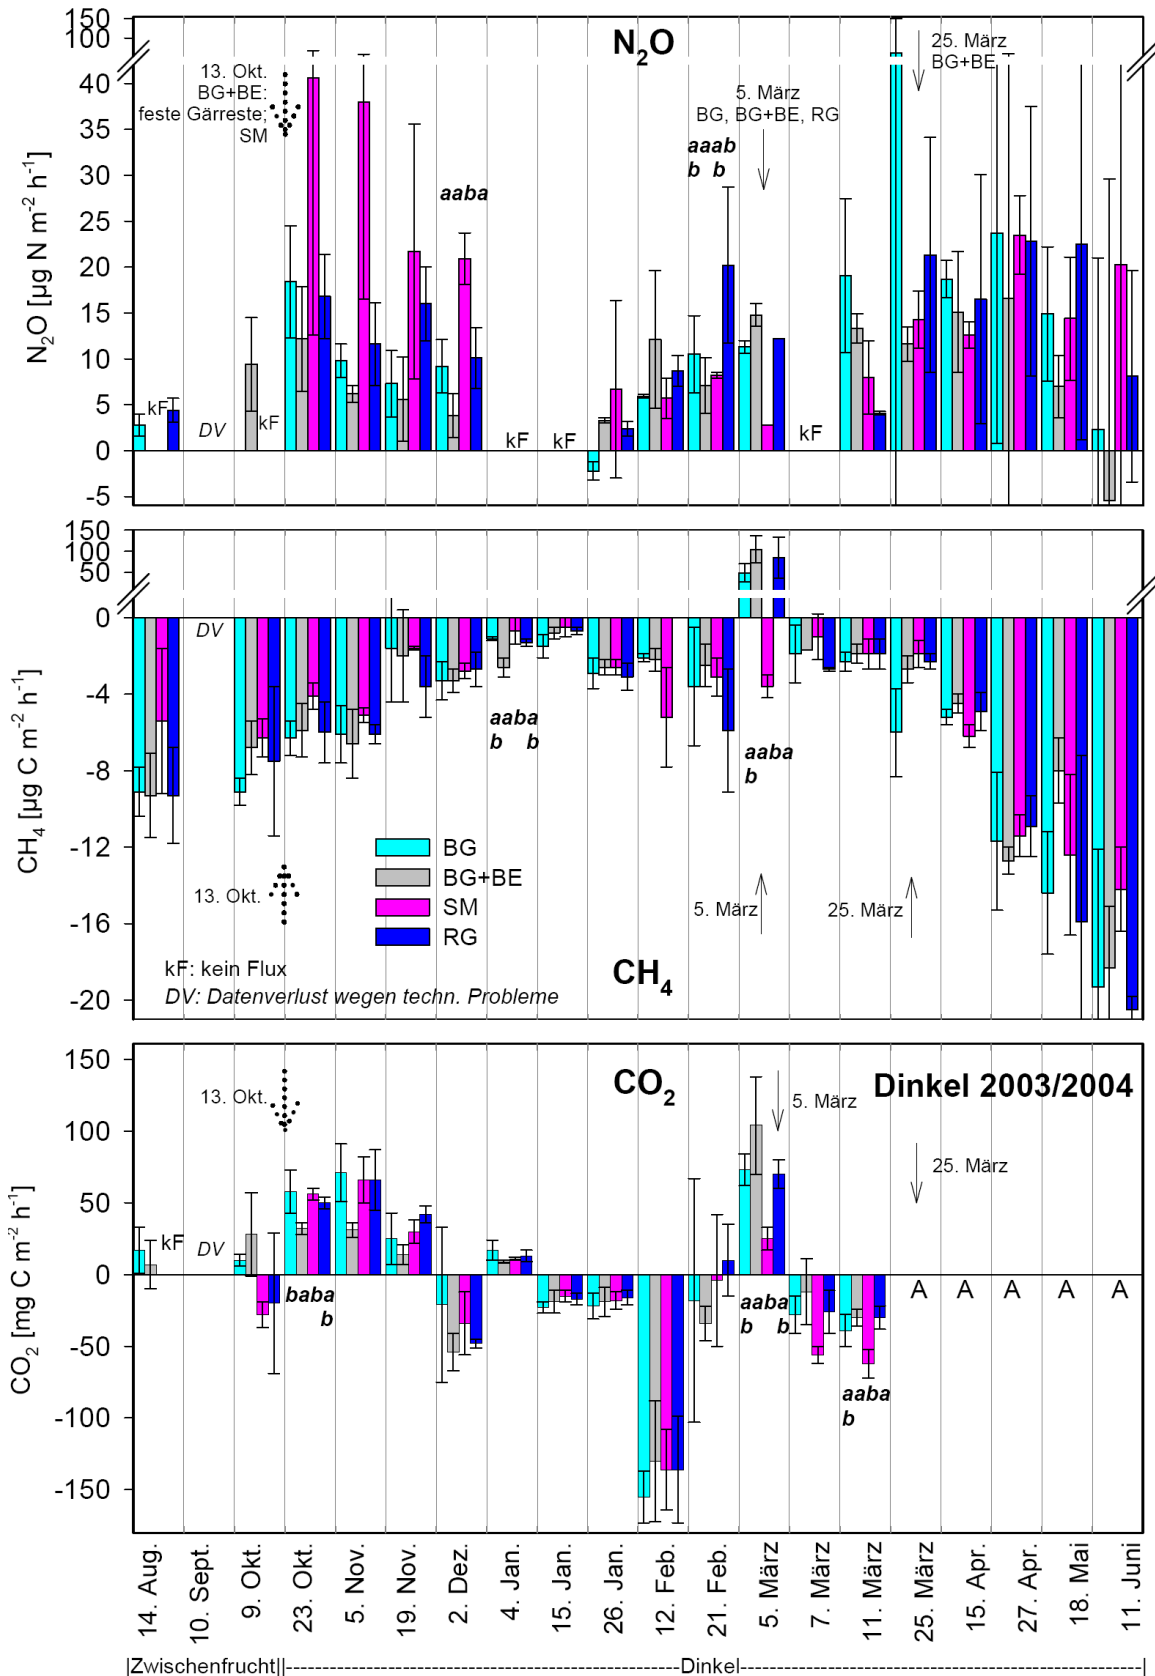 N2O
150
100
40
35
30
25
20
15
10
5
0
-5
N2O [µg N m-2 h-1]
13. Okt.
BG+BE:
feste Gärreste;
SM
25. März
BG+BE
5. März
BG, BG+BE, RG
aaab
b b
aaba
kF
DV
kF
kF
kF
kF
150
100
50
0
-4
-8
-12
-16
-20
CH4 [µg C m-2 h-1]
DV
aaba
b b
aaba
b
BG
BG+BE
SM
RG
13. Okt.
5. März
25. März
kF: kein Flux
DV: Datenverlust wegen techn. Probleme
CH4
CO2
Dinkel 2003/2004
150
100
50
0
-50
-100
-150
CO2 [mg C m-2 h-1]
13. Okt.
5. März
25. März
kF
DV
baba
b
aaba
b b
aaba
b
A A A A A
14. Aug.
10. Sept.
9. Okt.
23. Okt.
5. Nov.
19. Nov.
2. Dez.
4. Jan.
15. Jan.
26. Jan.
12. Feb.
21. Feb.
5. März
7. März
11. März
25. März
15. Apr.
27. Apr.
18. Mai
11. Juni
|Zwischenfrucht||---Dinkel---|